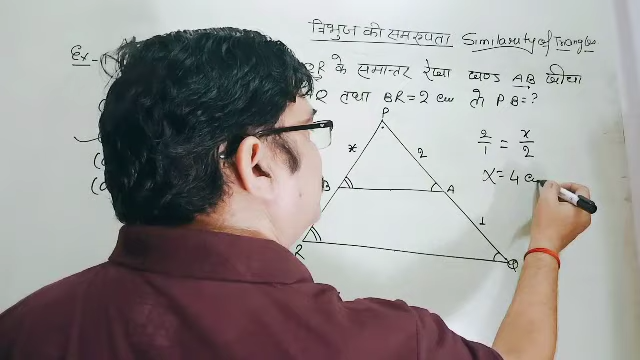 त्रिभुज की समरूपता Similarity of Triangles
Ex-
QR के समान्तर रेखा खण्ड AB खींचा
Q तथा BR=2 cm तो PB=?
P
x 2
B A
1
R Q
2/1 = x/2
x=4 c